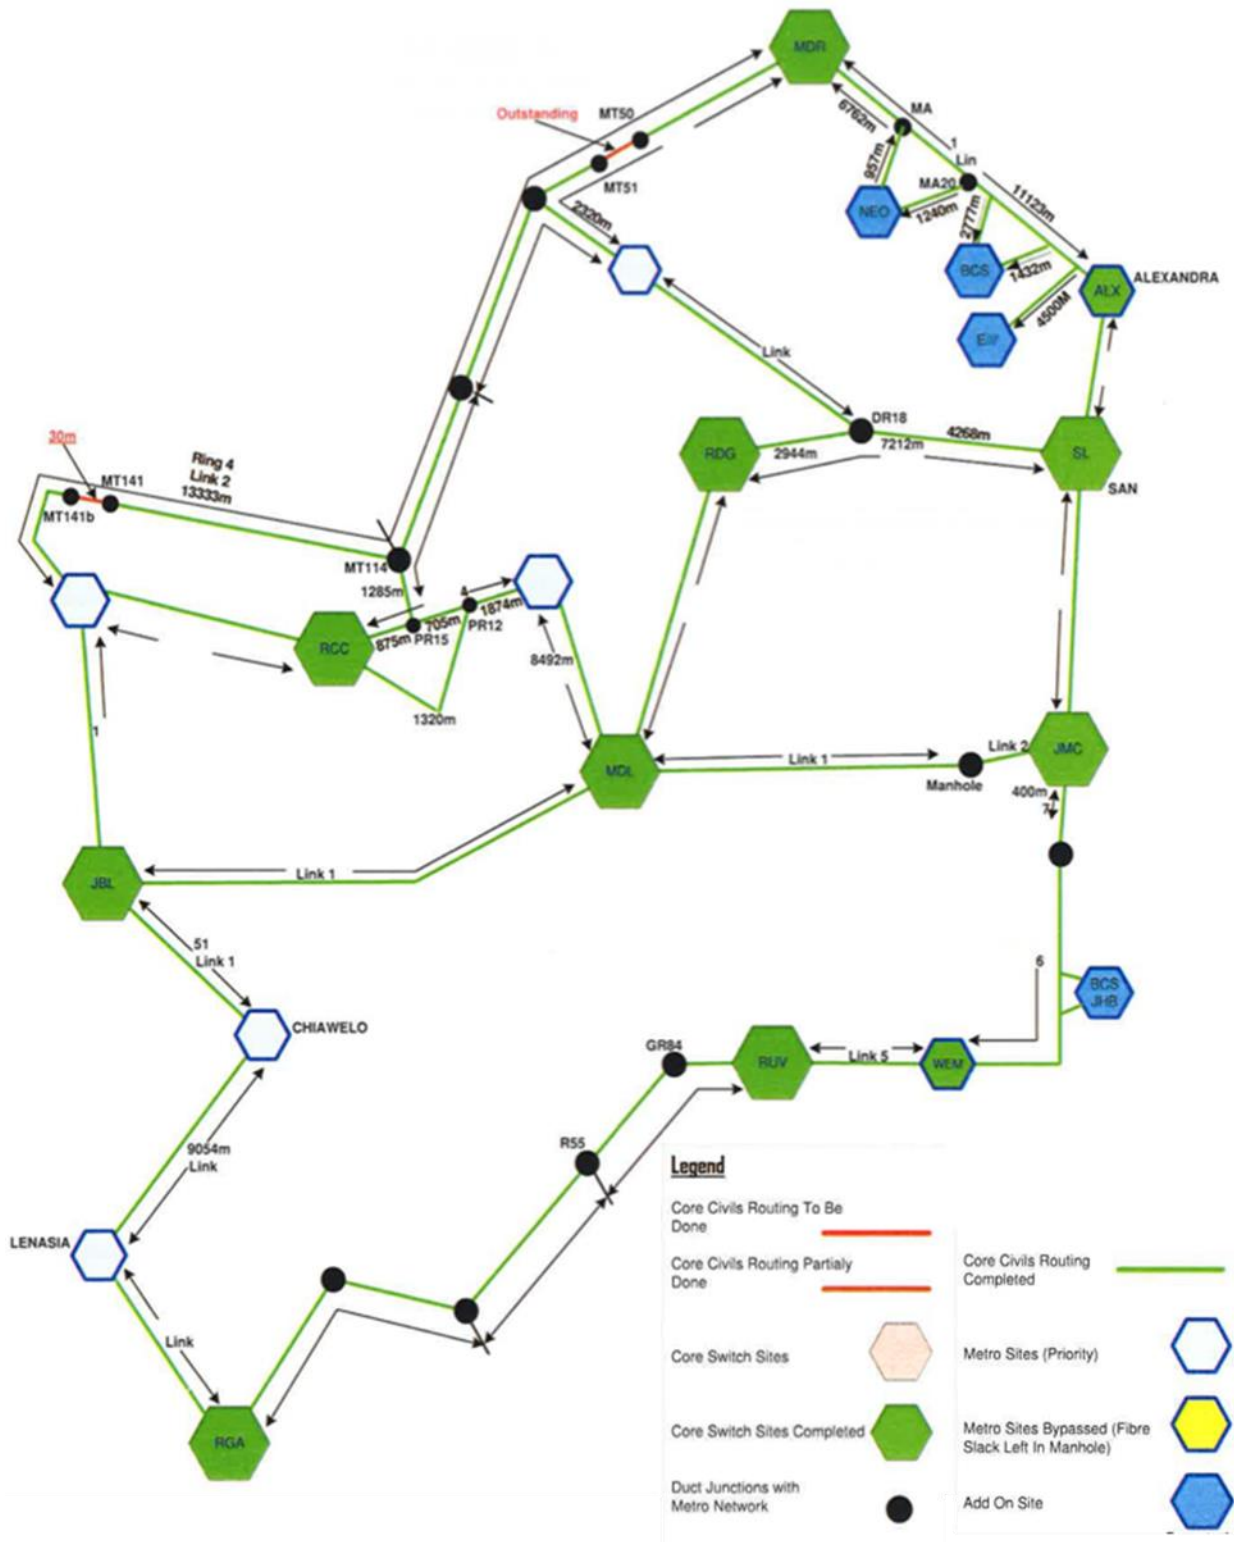 MDR
Outstanding
MT50
MT51
MA
6762m
1
Lin
957m
MA20
NEO
1240m
2777m
11123m
BCS
1432m
ALX
ALEXANDRA
4500M
2320m
Link
DR18
RDG
2944m
7212m
4268m
SL
SAN
30m
MT141
MT141b
Ring 4
Link 2
13333m
MT114
1285m
4
1874m
705m
PR12
PR15
875m
RCC
8492m
1320m
1
MDL
Link 1
Manhole
Link 2
JMC
400m
7
JBL
Link 1
51
Link 1
6
BCS
JHB
CHIAWELO
GR84
RUV
Link 5
WEM
R55
9054m
Link
LENASIA
Link
RGA
Legend
Core Civils Routing To Be
Done
Core Civils Routing Partialy
Done
Core Civils Routing
Completed
Core Switch Sites
Metro Sites (Priority)
Core Switch Sites Completed
Metro Sites Bypassed (Fibre
Slack Left In Manhole)
Duct Junctions with
Metro Network
Add On Site